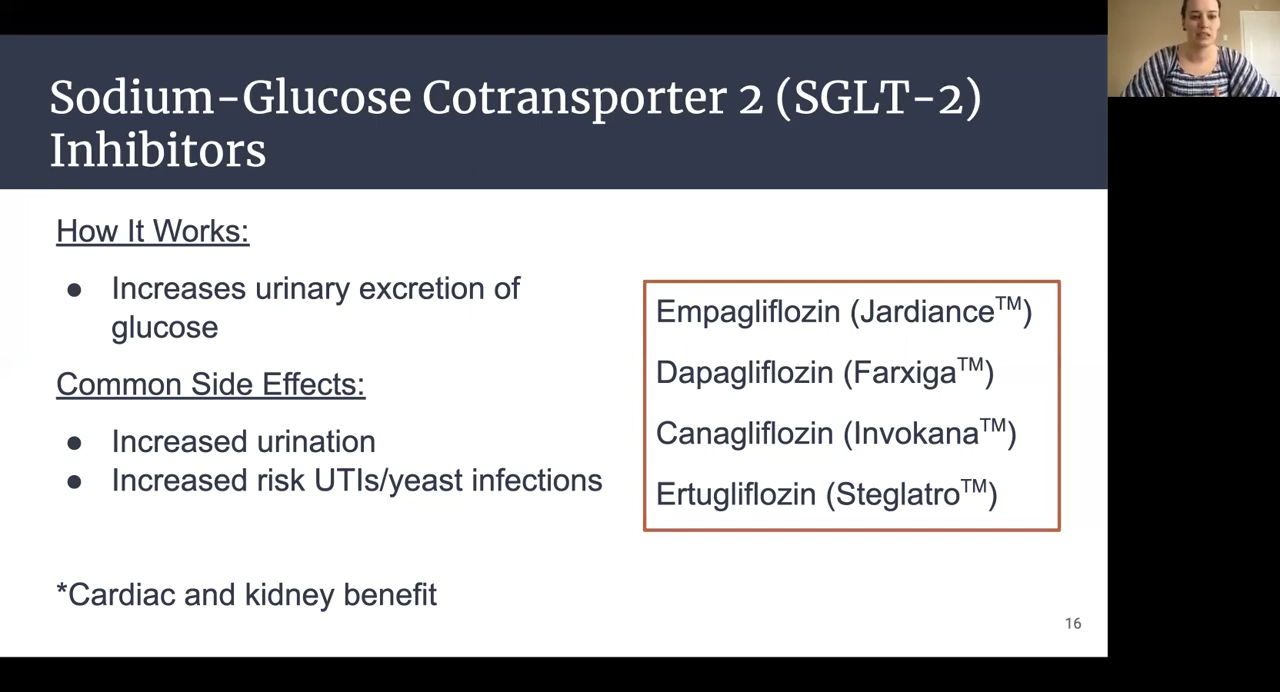 Sodium-Glucose Cotransporter 2 (SGLT-2)
Inhibitors
How It Works:
● Increases urinary excretion of
glucose
Common Side Effects:
● Increased urination
● Increased risk UTIs/yeast infections
*Cardiac and kidney benefit
Empagliflozin (Jardiance™)
Dapagliflozin (Farxiga™)
Canagliflozin (Invokana™)
Ertugliflozin (Steglatro™)
16